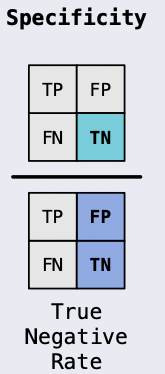 Specificity
TP FP
FN TN
TP FP
FN TN
True
Negative
Rate